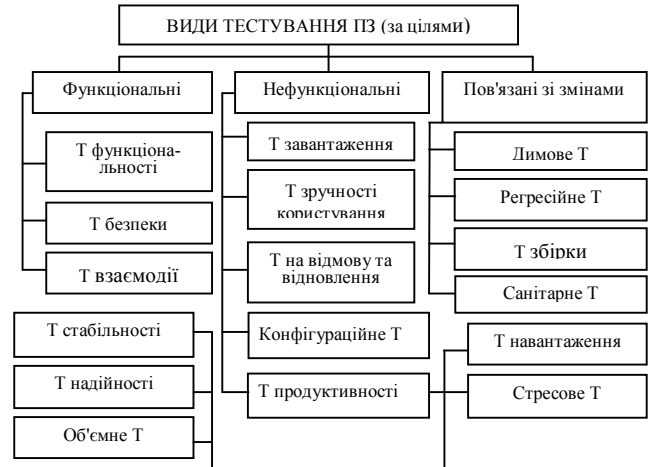 ВИДИ ТЕСТУВАННЯ ПЗ (за цілями)
Функціональні
Т функціона-
льності
Т безпеки
Т взаємодії
Нефункціональні
Т завантаження
Т зручності
користування
Т на відмову та
відновлення
Конфігураційне Т
Т продуктивності
Пов'язані зі змінами
Димове Т
Регресійне Т
Т збірки
Санітарне Т
Т стабільності
Т надійності
Об'ємне Т
Т навантаження
Стресове Т